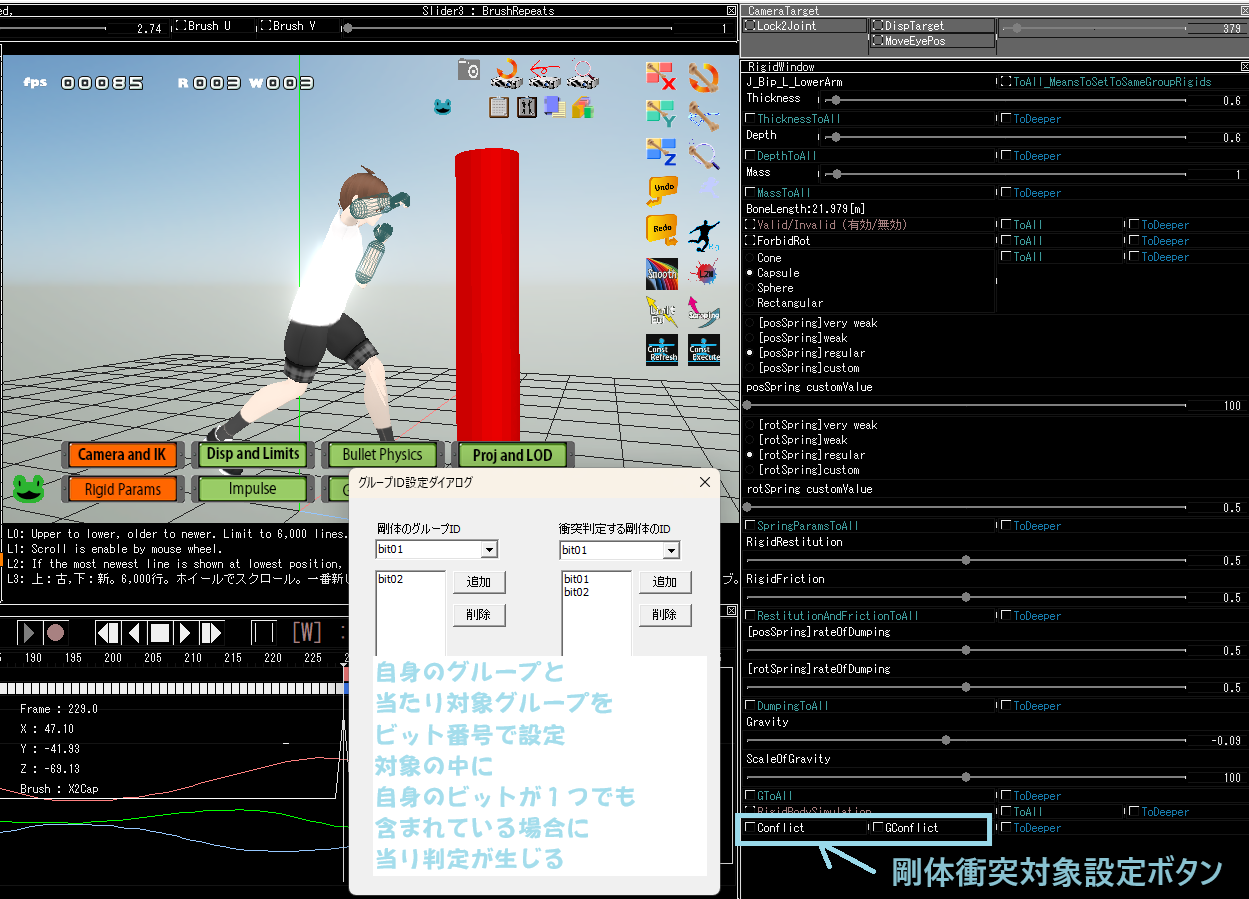 ed,
Slider3 : BrushRepeats
2.74
Brush U
Brush V
1
fps 00085 R003 W003
X
Y
Z
Undo
Redo
Smooth
LZW
Const
Refresh
Const
Execute
Camera and IK
Disp and Limits
Bullet Physics
Proj and LOD
Rigid Params
Impulse
L0: Upper to lower, older to newer. Limit to 6,000 lines.
L1: Scroll is enable by mouse wheel.
L2: If the most newest line is shown at lowest position,
L3: 上：古,下：新。6,000行。ホイールでスクロール。一番新し
ブ。
[W] :
190 195 200 205 210 215 220 225
Frame : 229.0
X : 47.10
Y : -41.93
Z : -69.13
Brush : X2Cap
グループID設定ダイアログ
剛体のグループID
衝突判定する剛体のID
bit01
bit01
bit02
追加
削除
bit01
bit02
追加
削除
自身のグループと
当たり対象グループを
ビット番号で設定
対象の中に
自身のビットが１つでも
含まれている場合に
当り判定が生じる
CameraTarget
Lock2Joint
DispTarget
MoveEyePos
379
RigidWindow
J_Bip_L_LowerArm
ToAll_MeansToSetToSameGroupRigids
Thickness
0.6
ThicknessToAll
ToDeeper
Depth
0.6
DepthToAll
ToDeeper
Mass
1
MassToAll
ToDeeper
BoneLength:21.979[m]
Valid/Invalid (有効/無効)
ToAll
ToDeeper
ForbidRot
ToAll
ToDeeper
Cone
ToAll
ToDeeper
Capsule
Sphere
Rectangular
[posSpring]very weak
[posSpring]weak
[posSpring]regular
[posSpring]custom
posSpring customValue
100
[rotSpring]very weak
[rotSpring]weak
[rotSpring]regular
[rotSpring]custom
rotSpring customValue
0.5
SpringParamsToAll
ToDeeper
RigidRestitution
0.5
RigidFriction
0.5
RestitutionAndFrictionToAll
ToDeeper
[posSpring]rateOfDumping
0.5
[rotSpring]rateOfDumping
0.5
DumpingToAll
ToDeeper
Gravity
-0.09
ScaleOfGravity
100
GToAll
ToDeeper
RigidBodySimulation
ToAll
ToDeeper
Conflict
GConflict
ToDeeper
剛体衝突対象設定ボタン